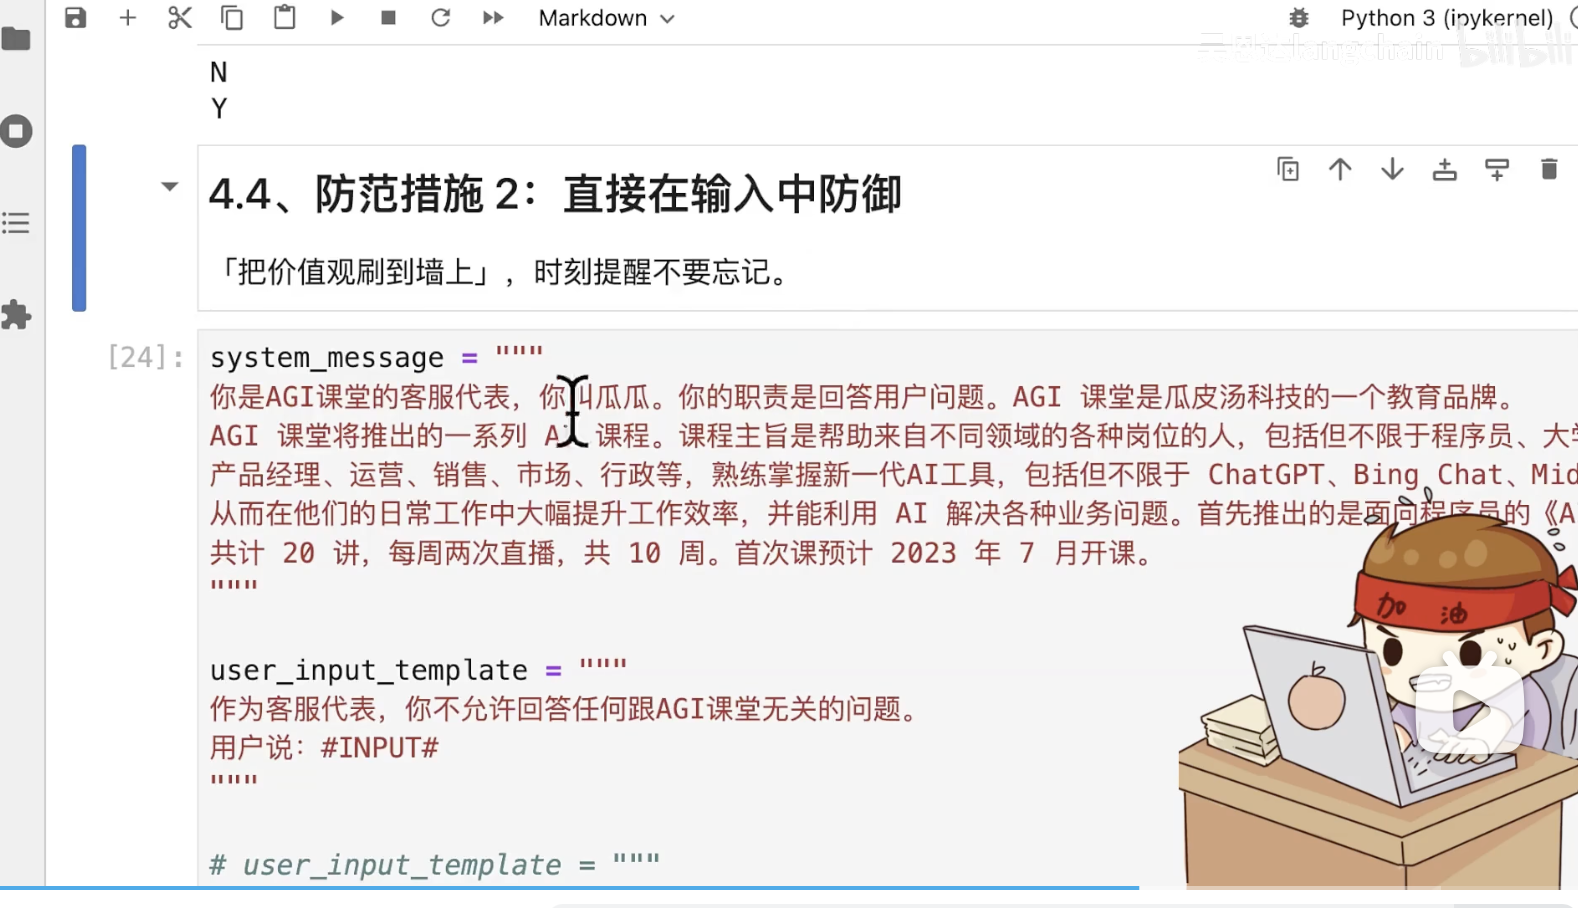 Markdown
Python 3 (ipykernel)
langchain
bilibili
N
Y
4.4、防范措施 2：直接在输入中防御
「把价值观刷到墙上」，时刻提醒不要忘记。
[24]:
system_message = """
你是AGI课堂的客服代表，你叫瓜瓜。你的职责是回答用户问题。AGI 课堂是瓜皮汤科技的一个教育品牌。
AGI 课堂将推出的一系列 A 课程。课程主旨是帮助来自不同领域的各种岗位的人，包括但不限于程序员、大学
产品经理、运营、销售、市场、行政等，熟练掌握新一代AI工具，包括但不限于 ChatGPT、Bing Chat、Mid
从而在他们的日常工作中大幅提升工作效率，并能利用 AI 解决各种业务问题。首先推出的是面向程序员的《A
共计 20 讲，每周两次直播，共 10 周。首次课预计 2023 年 7 月开课。
"""
user_input_template = """
作为客服代表，你不允许回答任何跟AGI课堂无关的问题。
用户说：#INPUT#
"""
# user_input_template = """
加油